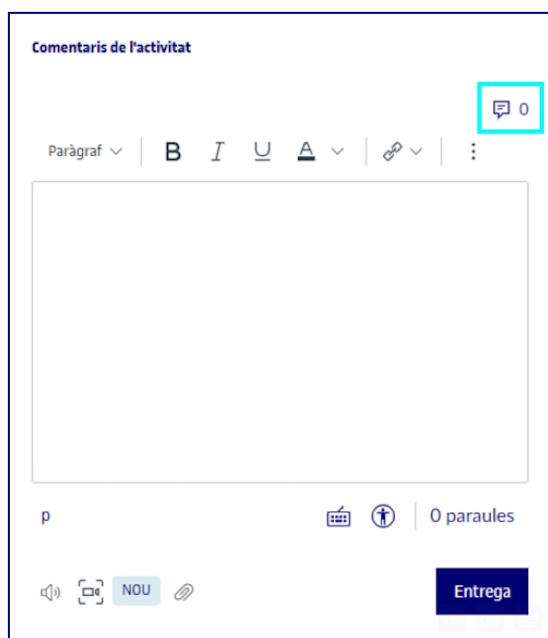 Comentaris de l'activitat
0
Paràgraf B I U A
p 0 paraules
NOU Entrega